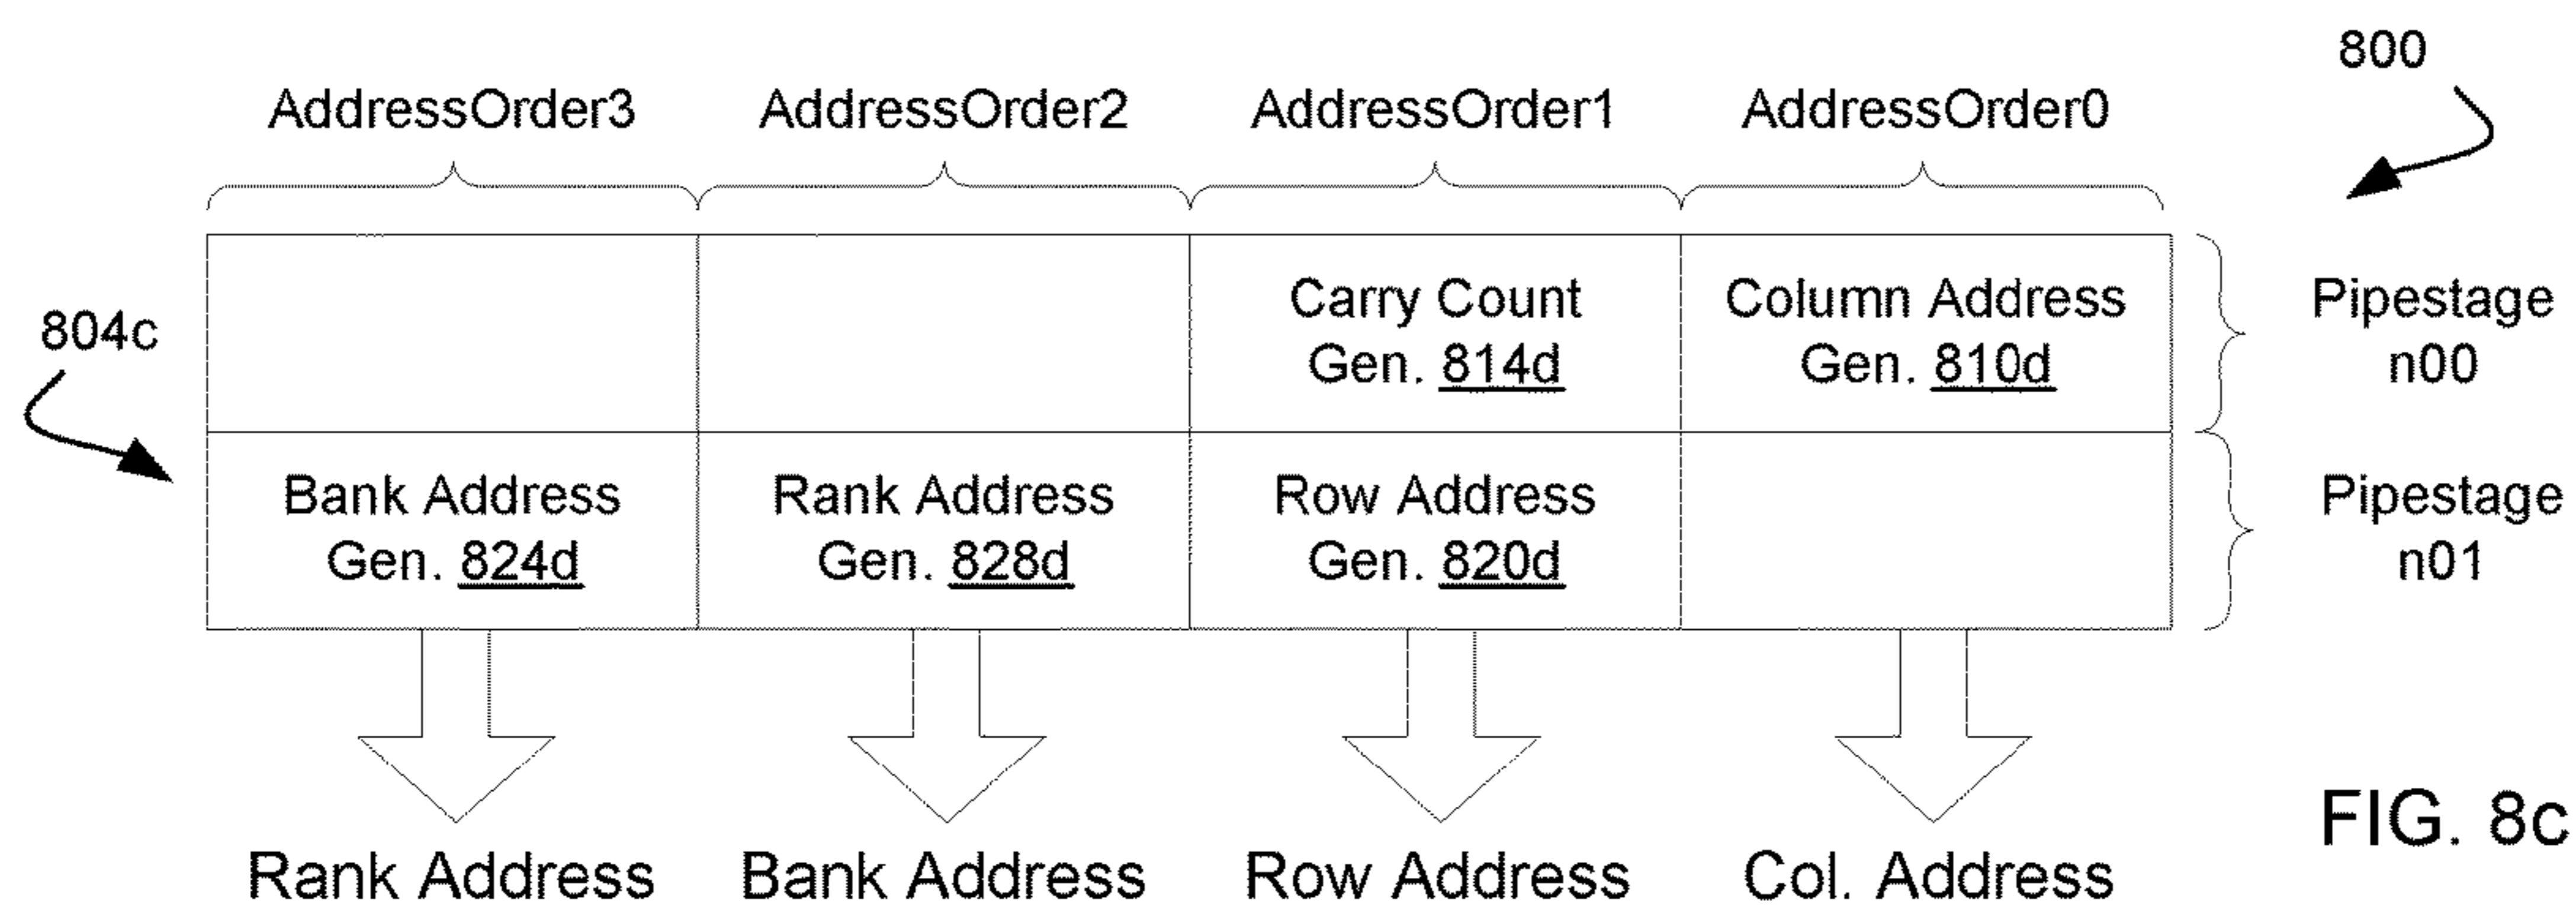 800
AddressOrder3 AddressOrder2 AddressOrder1 AddressOrder0
804c
Carry Count
Gen. 814d
Column Address
Gen. 810d
Pipestage
n00
Bank Address
Gen. 824d
Rank Address
Gen. 828d
Row Address
Gen. 820d
Pipestage
n01
Rank Address Bank Address Row Address Col. Address
FIG. 8c